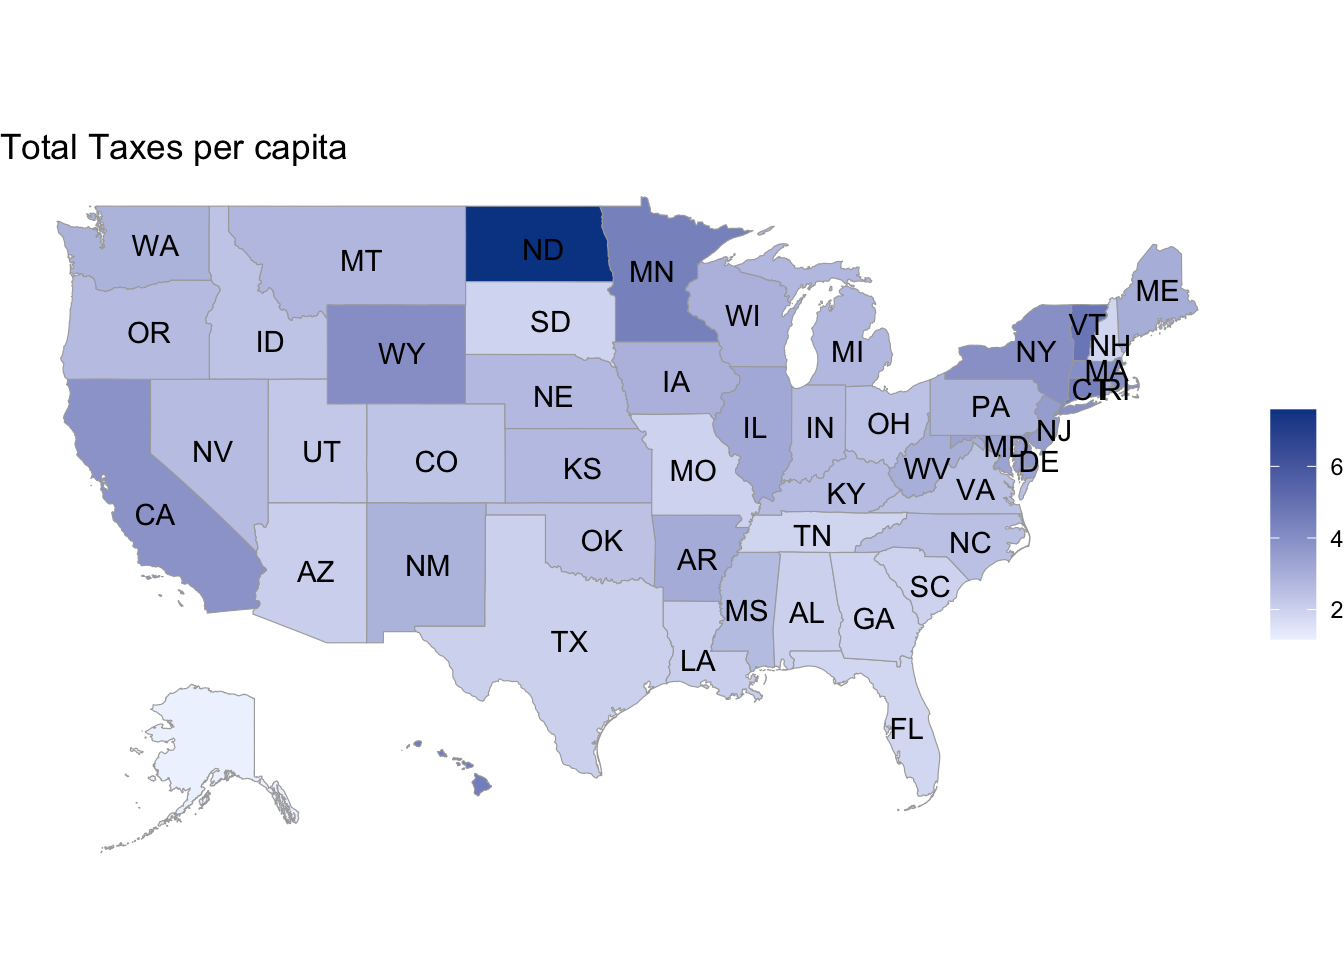 Total Taxes per capita
WA
MT
ND
MN
ME
OR
ID
WY
SD
WI
MI
VT
NH
NY
MA
CT
RI
IA
NE
PA
NJ
NV
UT
CO
KS
MO
IL
IN
OH
MD
DE
WV
VA
KY
CA
AZ
NM
OK
AR
TN
NC
SC
TX
LA
MS
AL
GA
FL
6
4
2